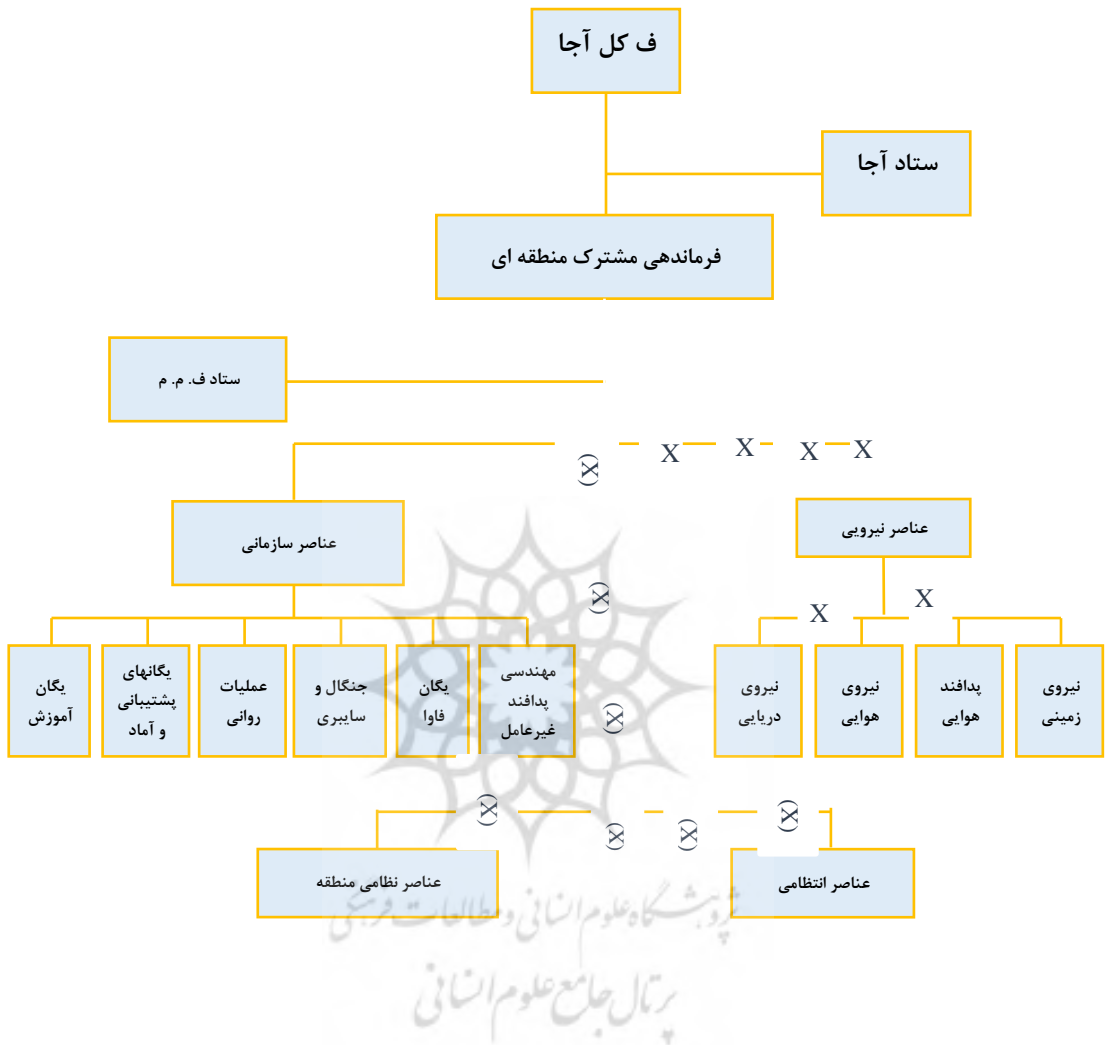 ف کل آجا
ستاد آجا
فرماندهی مشترک منطقه ای
ستاد ف. م. م
(X) X X X X
عناصر نیرویی
عناصر سازمانی
(X)
X X
نیروی
زمینی
پدافند
هوایی
نیروی
هوایی
نیروی
دریایی
مهندسی
پدافند
غیرعامل
یگان
فاوا
جنگال و
سایبری
عملیات
روانی
یگانهای
پشتیبانی
و آماد
یگان
آموزش
(X)
(X) (X) (X) (X)
عناصر انتظامی
عناصر نظامی منطقه
پژوهشگاه علوم انسانی و مطالعات فرهنگی
پرتال جامع علوم انسانی